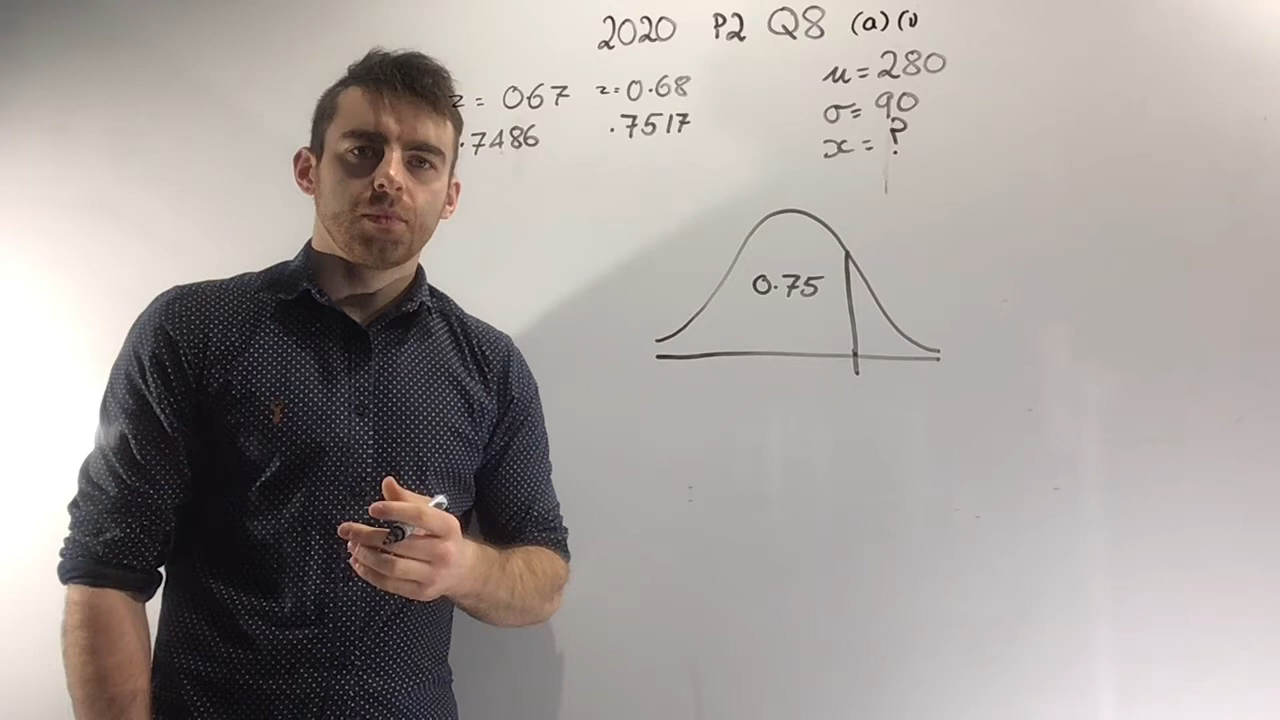 2020 P2 Q8 (a)(i)
z = 067 z = 0.68
.7486 .7517
μ = 280
σ = 90
x = ?
0.75